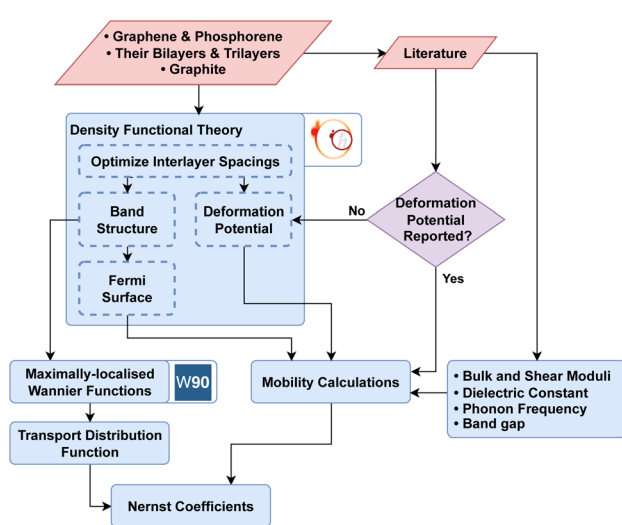 • Graphene & Phosphorene
• Their Bilayers & Trilayers
• Graphite
Literature
Density Functional Theory
Optimize Interlayer Spacings
Band
Structure
Deformation
Potential
Fermi
Surface
No
Deformation
Potential
Reported?
Yes
Maximally-localised
Wannier Functions
W90
Mobility Calculations
• Bulk and Shear Moduli
• Dielectric Constant
• Phonon Frequency
• Band gap
Transport Distribution
Function
Nernst Coefficients